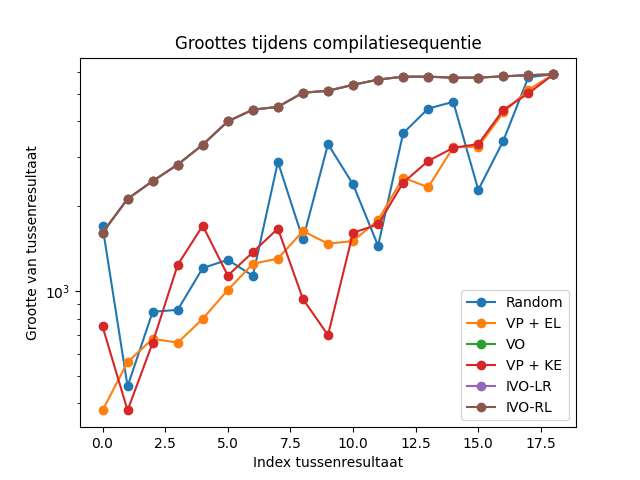 Groottes tijdens compilatiesequentie
Grootte van tussenresultaat
10³
Random
VP + EL
VO
VP + KE
IVO-LR
IVO-RL
0.0 2.5 5.0 7.5 10.0 12.5 15.0 17.5
Index tussenresultaat